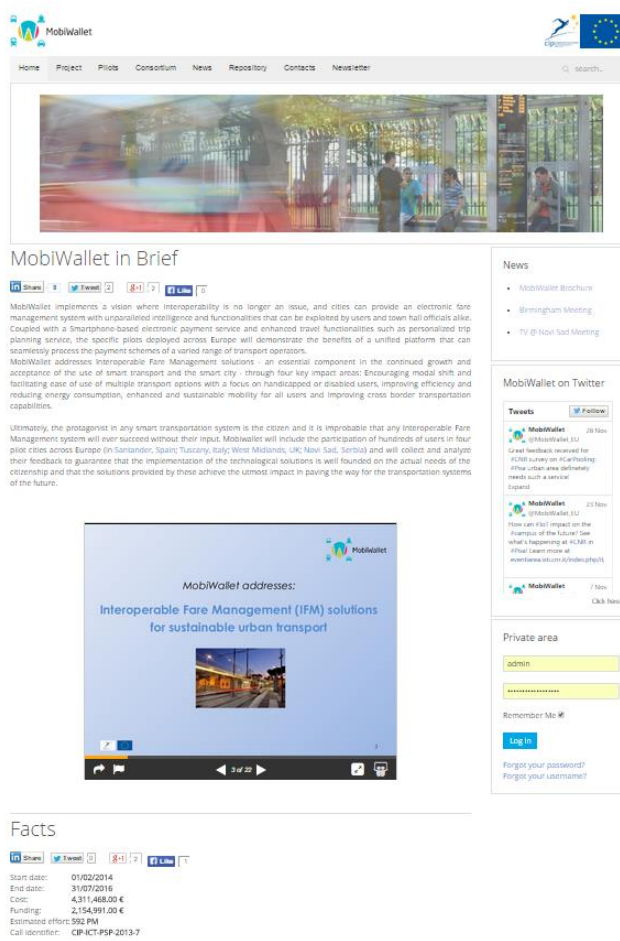 MobiWallet
cip
Home Project Pilots Consortium News Repository Contacts Newsletter
search...
MobiWallet in Brief
Share 8 Tweet 2 +1 2 Like 0
MobiWallet implements a vision where interoperability is no longer an issue, and cities can provide an electronic fare
management system with unparalleled intelligence and functionalities that can be exploited by users and town hall officials alike.
Coupled with a Smartphone-based electronic payment service and enhanced travel functionalities such as personalized trip
planning service, the specific pilots deployed across Europe will demonstrate the benefits of a unified platform that can
seamlessly process the payment schemes of a varied range of transport operators.
MobiWallet addresses Interoperable Fare Management solutions - an essential component in the continued growth and
acceptance of the use of smart transport and the smart city - through four key impact areas: Encouraging modal shift and
facilitating ease of use of multiple transport options with a focus on handicapped or disabled users, improving efficiency and
reducing energy consumption, enhanced and sustainable mobility for all users and improving cross border transportation
capabilities.
Ultimately, the protagonist in any smart transportation system is the citizen and it is improbable that any Interoperable Fare
Management system will ever succeed without their input. Mobiwallet will include the participation of hundreds of users in four
pilot cities across Europe (in Santander, Spain; Tuscany, Italy; West Midlands, UK; Novi Sad, Serbia) and will collect and analyze
their feedback to guarantee that the implementation of the technological solutions is well founded on the actual needs of the
citizenship and that the solutions provided by these achieve the utmost impact in paving the way for the transportation systems
of the future.
MobiWallet
MobiWallet addresses:
Interoperable Fare Management (IFM) solutions
for sustainable urban transport
3
3 of 22
Facts
Share Tweet 0 +1 2 Like 1
Start date: 01/02/2014
End date: 31/07/2016
Cost: 4,311,468.00 €
Funding: 2,154,991.00 €
Estimated effort: 592 PM
Call identifier: CIP-ICT-PSP-2013-7
News
MobiWallet Brochure
Birmingham Meeting
TV @ Novi Sad Meeting
MobiWallet on Twitter
Tweets Follow
MobiWallet 28 Nov
@MobiWallet_EU
Great feedback received for
#CNR survey on #CarPooling:
#Pisa urban area definetely
needs such a service!
Expand
MobiWallet 23 Nov
@MobiWallet_EU
How can #IoT impact on the
#campus of the future? See
what's happening at #CNR in
#Pisa! Learn more at
MobiWallet 7 Nov
Private area
admin
Remember Me
Log in
Forgot your password?
Forgot your username?